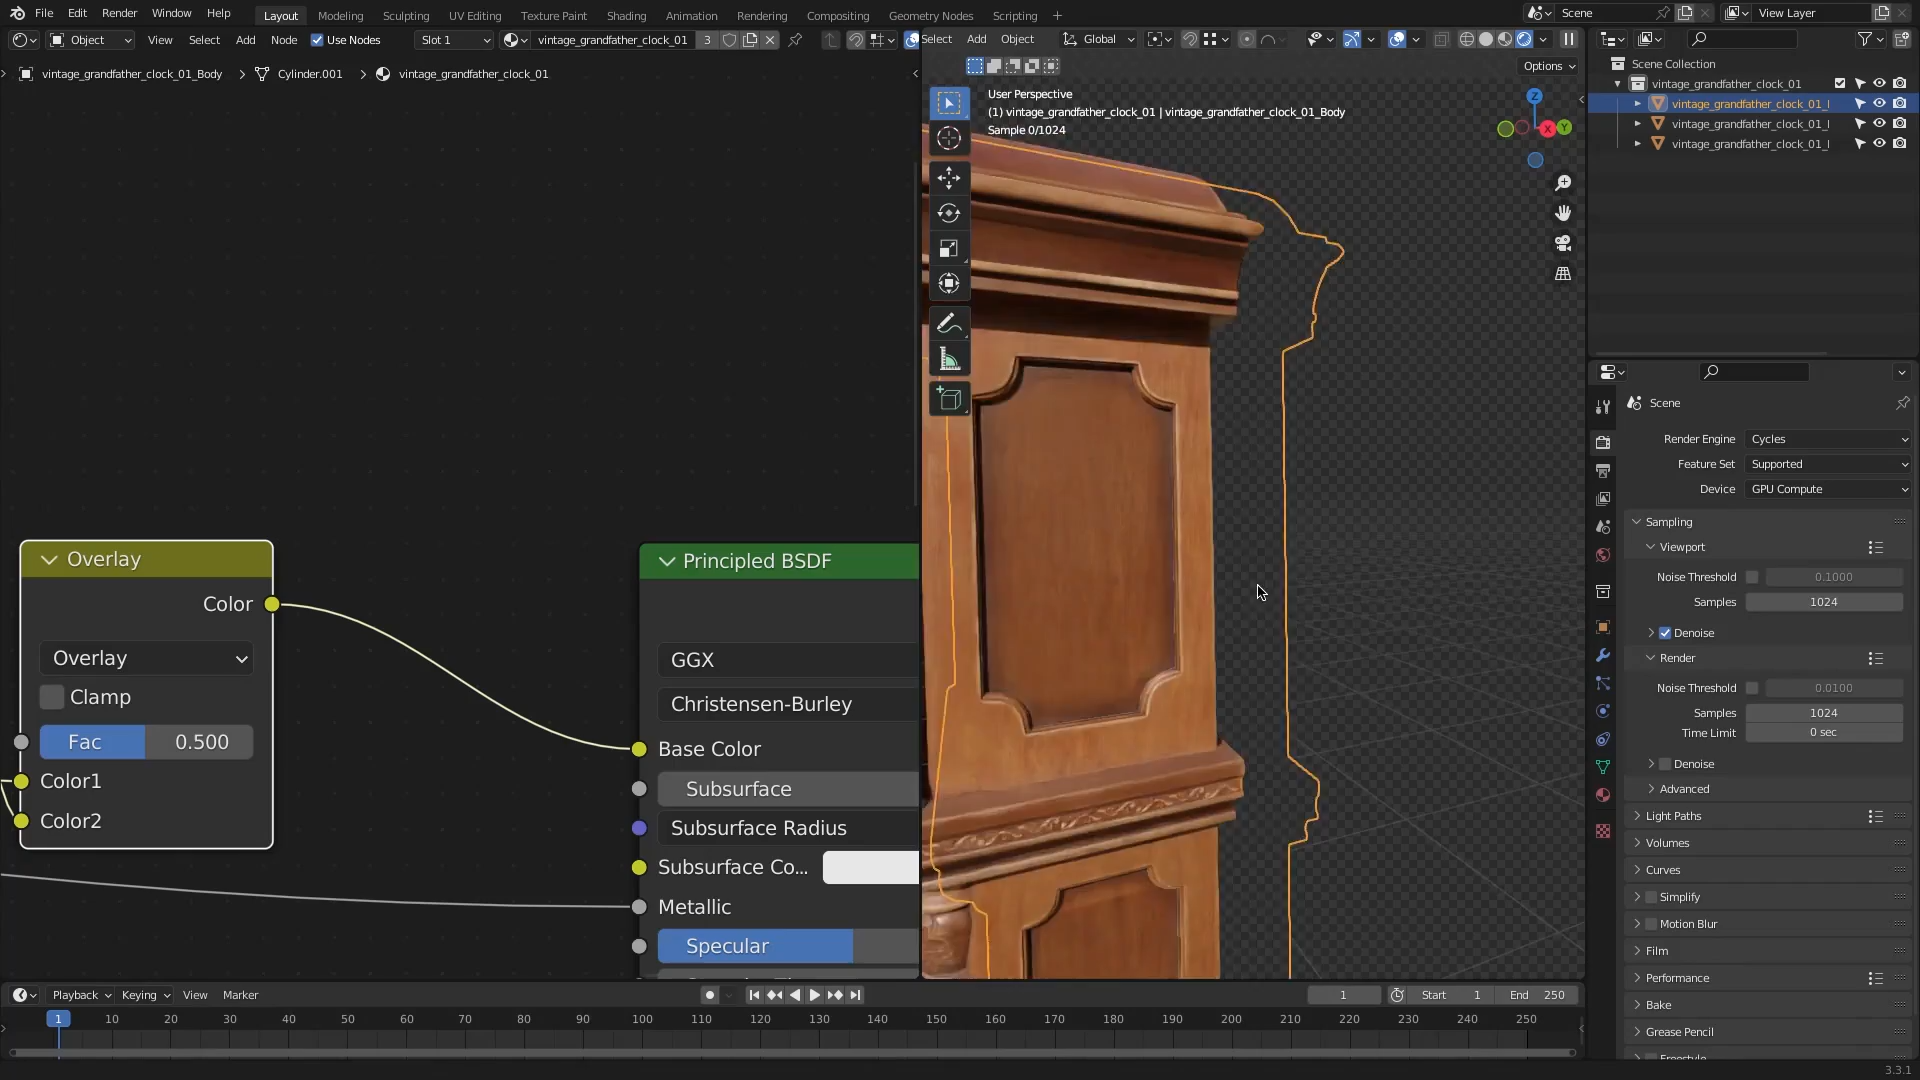 File Edit Render Window Help Layout Modeling Sculpting UV Editing Texture Paint Shading Animation Rendering Compositing Geometry Nodes Scripting Scene View Layer
Object View Select Add Node Use Nodes Slot 1 vintage_grandfather_clock_01 3
Select Add Object Global
vintage_grandfather_clock_01_Body Cylinder.001 vintage_grandfather_clock_01
Options
User Perspective
(1) vintage_grandfather_clock_01 | vintage_grandfather_clock_01_Body
Sample 0/1024
Z
X
Y
Scene Collection
vintage_grandfather_clock_01
vintage_grandfather_clock_01_
vintage_grandfather_clock_01_
vintage_grandfather_clock_01_
Scene
Render Engine Cycles
Feature Set Supported
Device GPU Compute
Sampling
Viewport
Noise Threshold 0.1000
Samples 1024
Denoise
Render
Noise Threshold 0.0100
Samples 1024
Time Limit 0 sec
Denoise
Advanced
Light Paths
Volumes
Curves
Simplify
Motion Blur
Film
Performance
Bake
Grease Pencil
Overlay
Color
Overlay
Clamp
Fac 0.500
Color1
Color2
Principled BSDF
GGX
Christensen-Burley
Base Color
Subsurface
Subsurface Radius
Subsurface Co...
Metallic
Specular
Playback Keying View Marker 1 Start 1 End 250
1 10 20 30 40 50 60 70 80 90 100 110 120 130 140 150 160 170 180 190 200 210 220 230 240 250
3.3.1